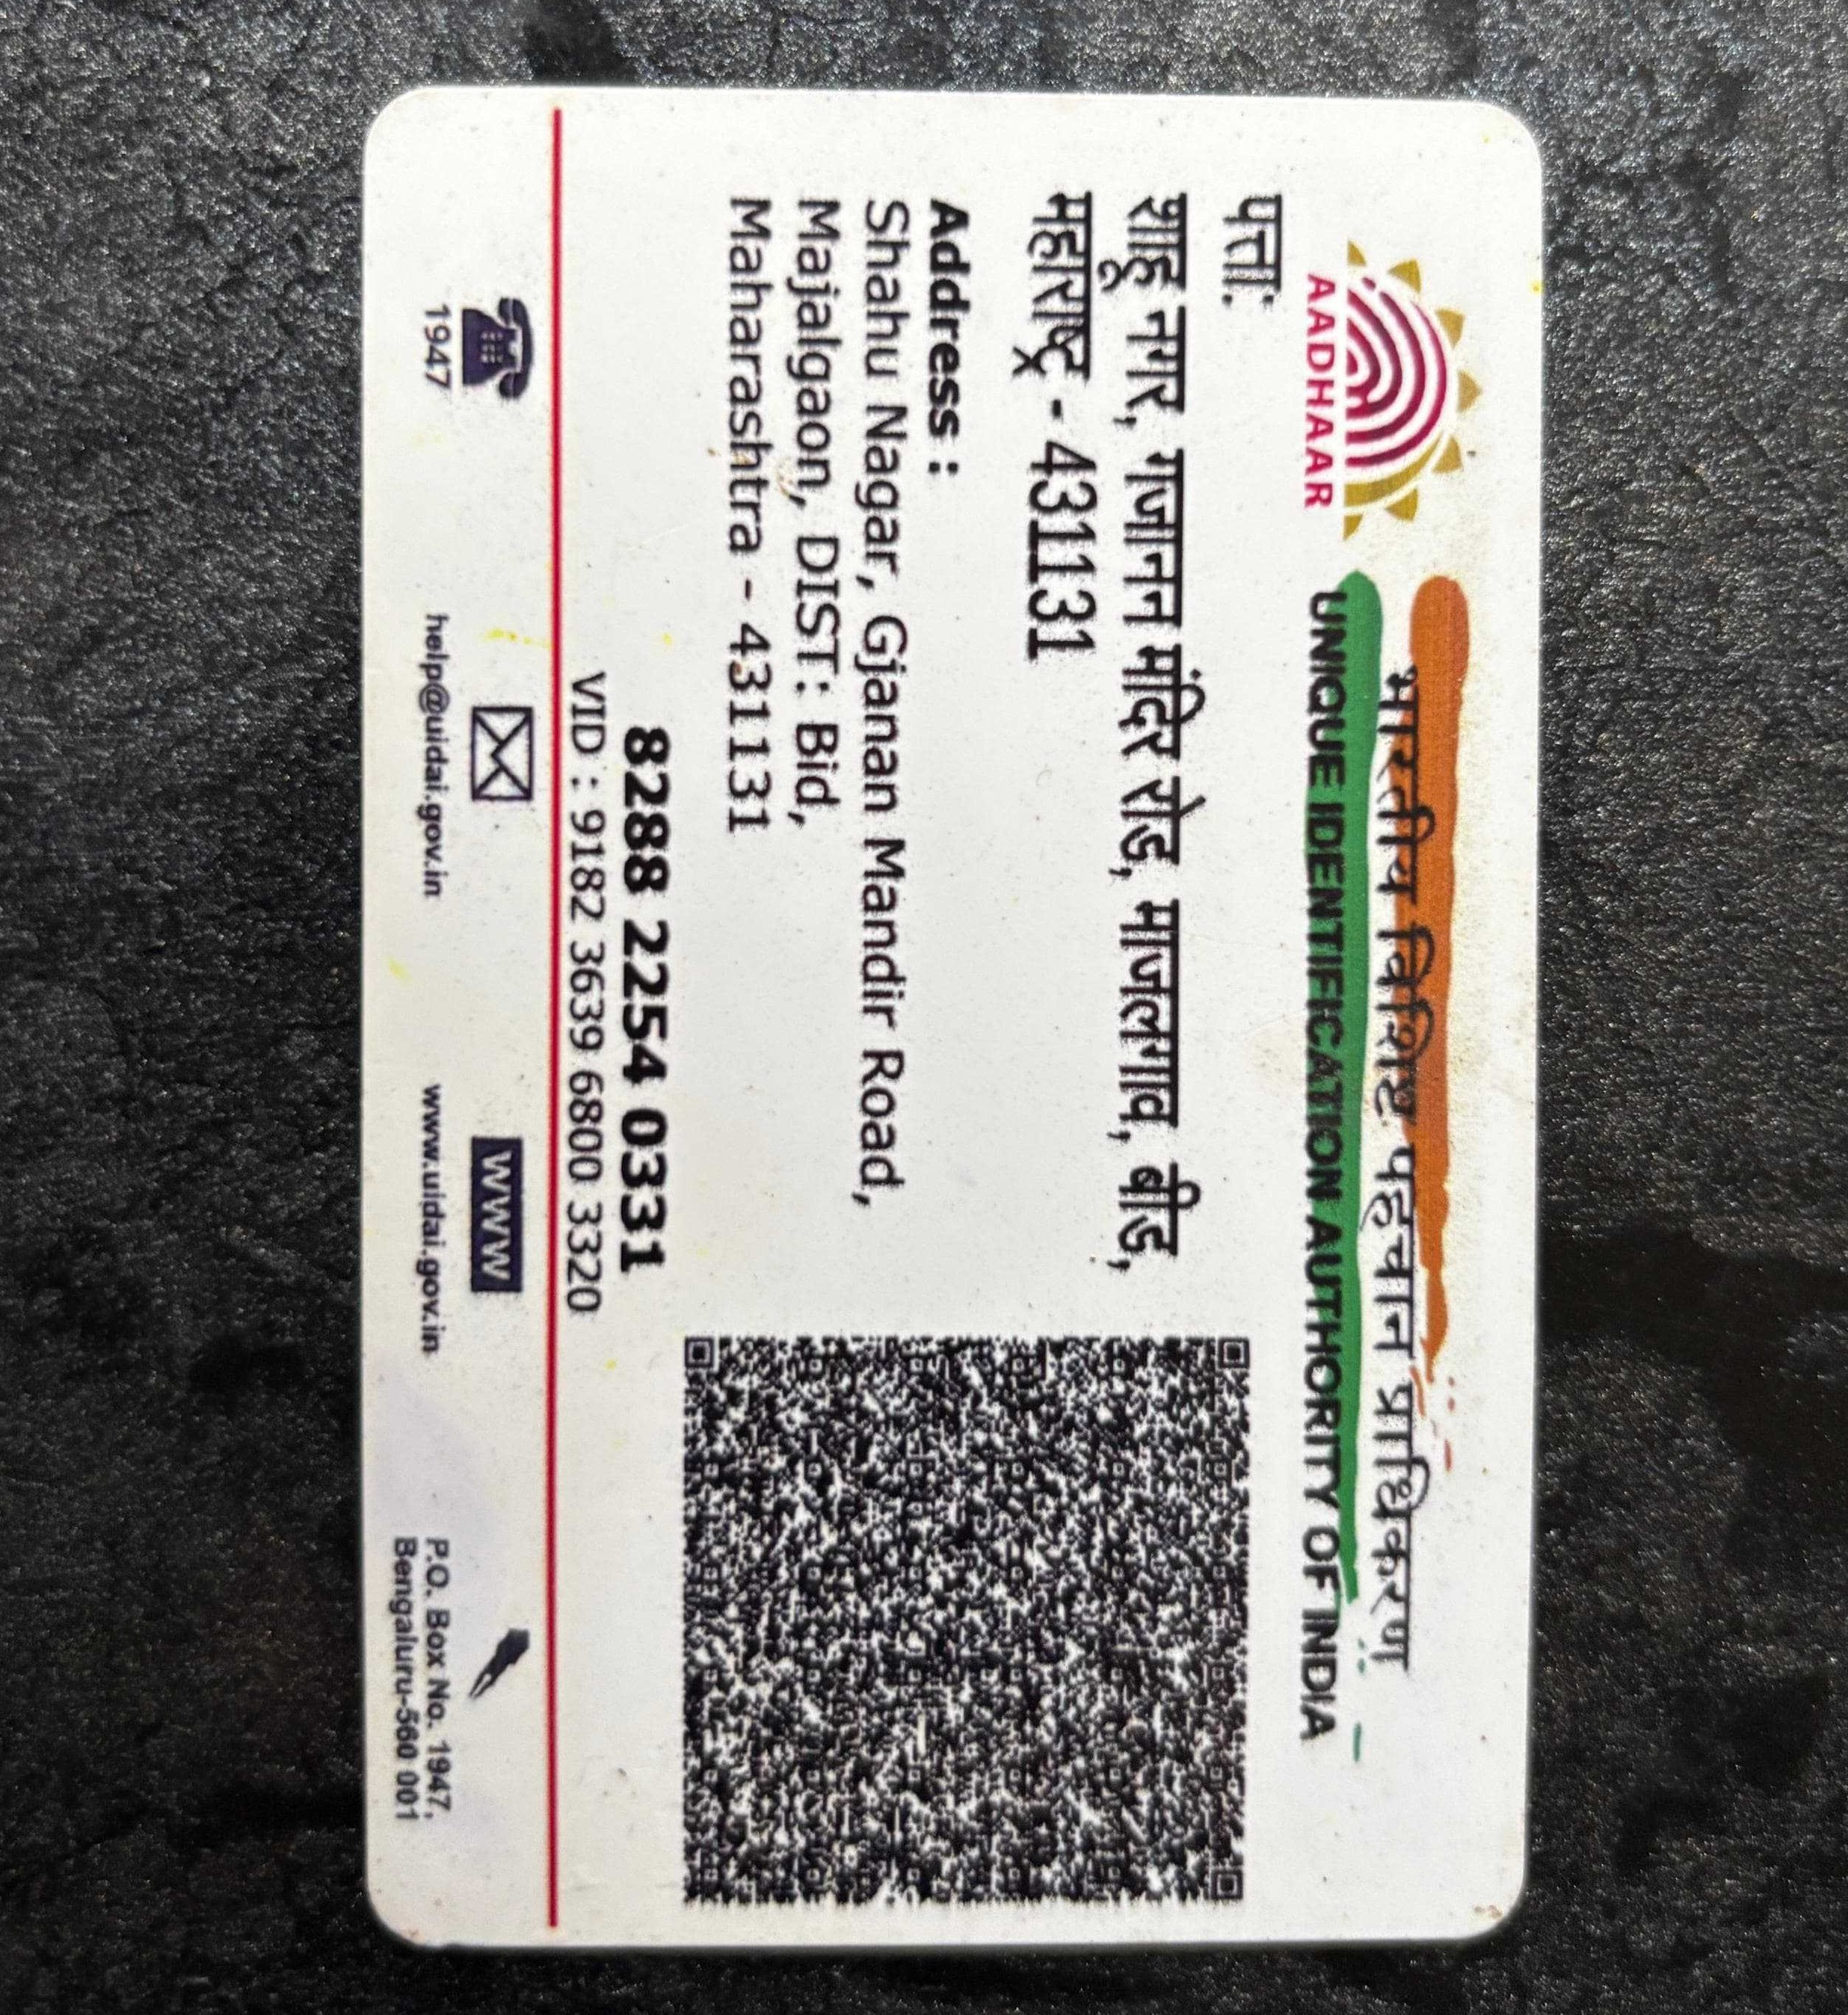 भारतीय विशिष्ट पहचान प्राधिकरण
UNIQUE IDENTIFICATION AUTHORITY OF INDIA
AADHAAR
पत्ता:
शाहू नगर, गजानन मंदिर रोड, माजलगाव, बीड,
महाराष्ट्र - 431131
Address :
Shahu Nagar, Gjanan Mandir Road,
Majalgaon, DIST: Bid,
Maharashtra - 431131
8288 2254 0331
VID : 9182 3639 6800 3320
1947
help@uidai.gov.in
www
www.uidai.gov.in
P.O. Box No. 1947,
Bengaluru-560 001